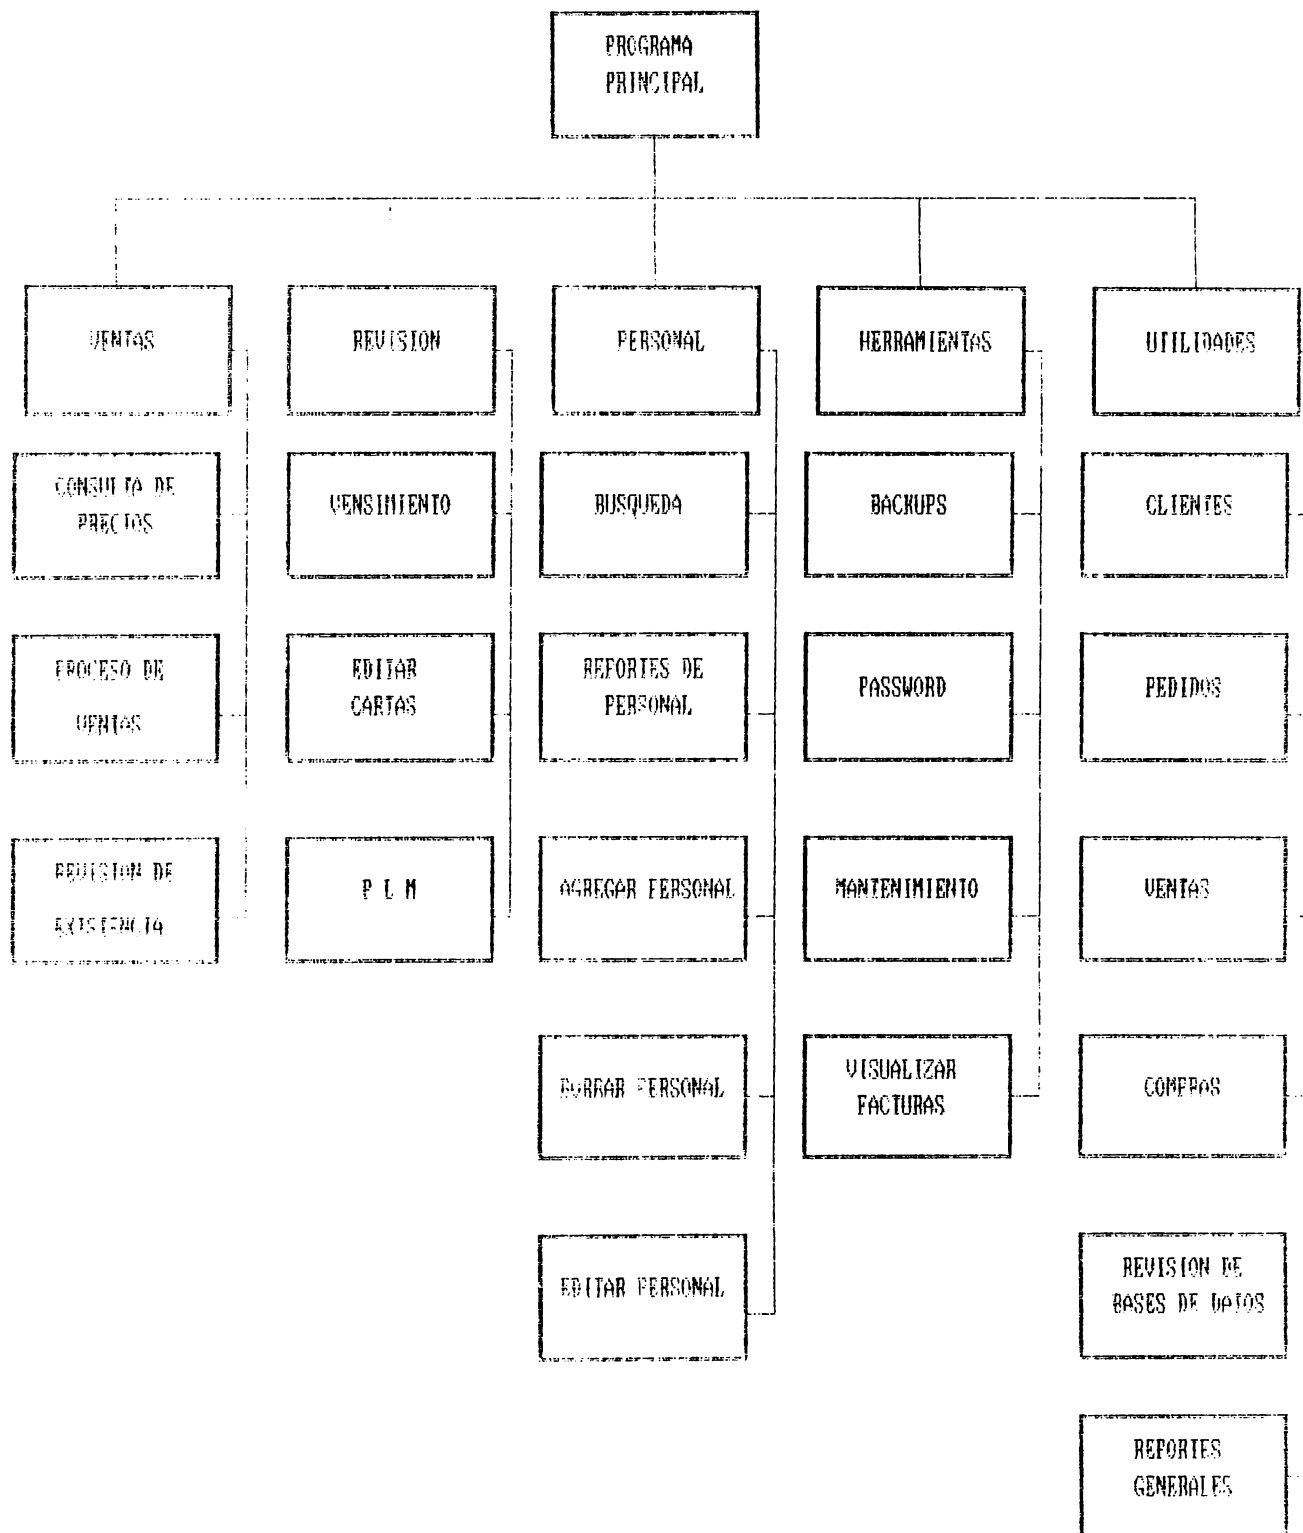 PROGRAMA
PRINCIPAL
VENTAS
REVISION
PERSONAL
HERRAMIENTAS
UTILIDADES
CONSULTA DE
PRECIOS
VENSIMIENTO
BUSQUEDA
BACKUPS
CLIENTES
PROCESO DE
VENTAS
EDITAR
CARTAS
REPORTES DE
PERSONAL
PASSWORD
PEDIDOS
REVISION DE
EXISTENCIA
P L M
AGREGAR PERSONAL
MANTENIMIENTO
VENTAS
BORRAR PERSONAL
VISUALIZAR
FACTURAS
COMPRAS
EDITAR PERSONAL
REVISION DE
BASES DE DATOS
REPORTES
GENERALES